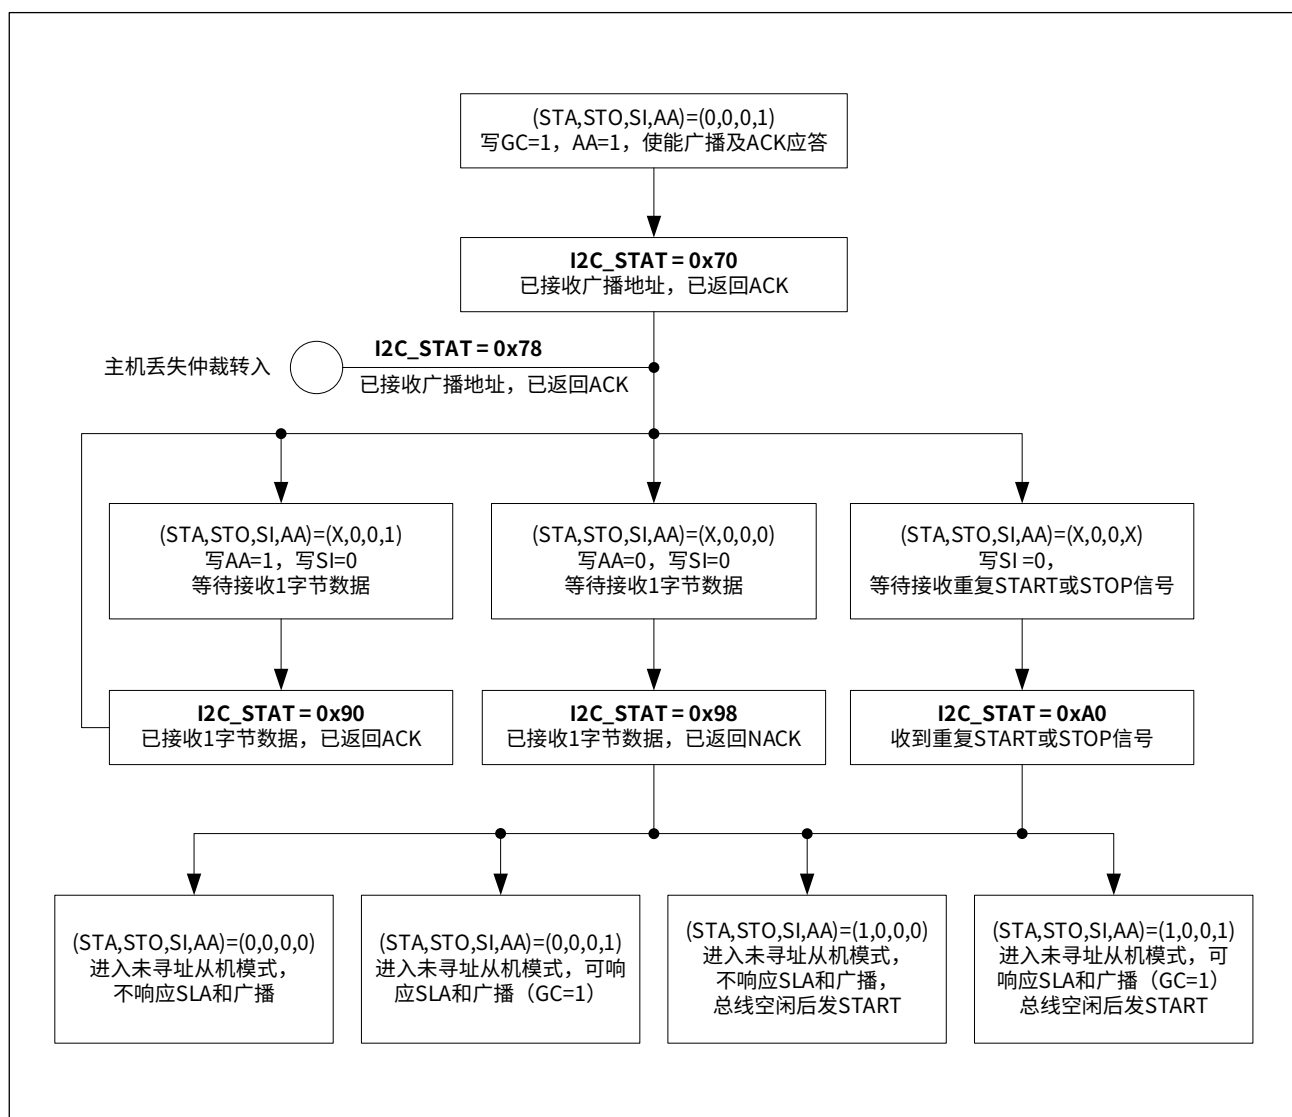 (STA,STO,SI,AA)=(0,0,0,1)
写GC=1，AA=1，使能广播及ACK应答
I2C_STAT = 0x70
已接收广播地址，已返回ACK
I2C_STAT = 0x78
主机丢失仲裁转入
已接收广播地址，已返回ACK
(STA,STO,SI,AA)=(X,0,0,1)
写AA=1，写SI=0
等待接收1字节数据
(STA,STO,SI,AA)=(X,0,0,0)
写AA=0，写SI=0
等待接收1字节数据
(STA,STO,SI,AA)=(X,0,0,X)
写SI =0，
等待接收重复START或STOP信号
I2C_STAT = 0x90
已接收1字节数据，已返回ACK
I2C_STAT = 0x98
已接收1字节数据，已返回NACK
I2C_STAT = 0xA0
收到重复START或STOP信号
(STA,STO,SI,AA)=(0,0,0,0)
进入未寻址从机模式，
不响应SLA和广播
(STA,STO,SI,AA)=(0,0,0,1)
进入未寻址从机模式，可响
应SLA和广播（GC=1）
(STA,STO,SI,AA)=(1,0,0,0)
进入未寻址从机模式，
不响应SLA和广播，
总线空闲后发START
(STA,STO,SI,AA)=(1,0,0,1)
进入未寻址从机模式，可
响应SLA和广播（GC=1）
总线空闲后发START